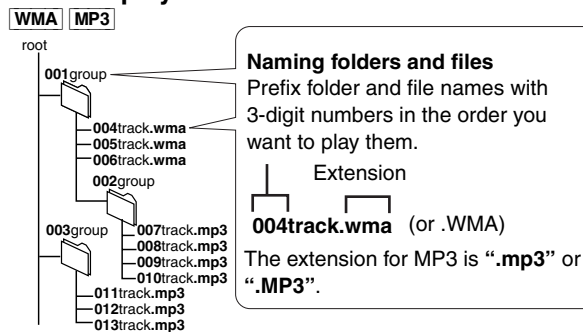 WMA MP3
root
001group
004track.wma
005track.wma
006track.wma
002group
007track.mp3
008track.mp3
009track.mp3
010track.mp3
003group
011track.mp3
012track.mp3
013track.mp3
Naming folders and files
Prefix folder and file names with
3-digit numbers in the order you
want to play them.
Extension
004track.wma (or .WMA)
The extension for MP3 is “.mp3” or
“.MP3”.